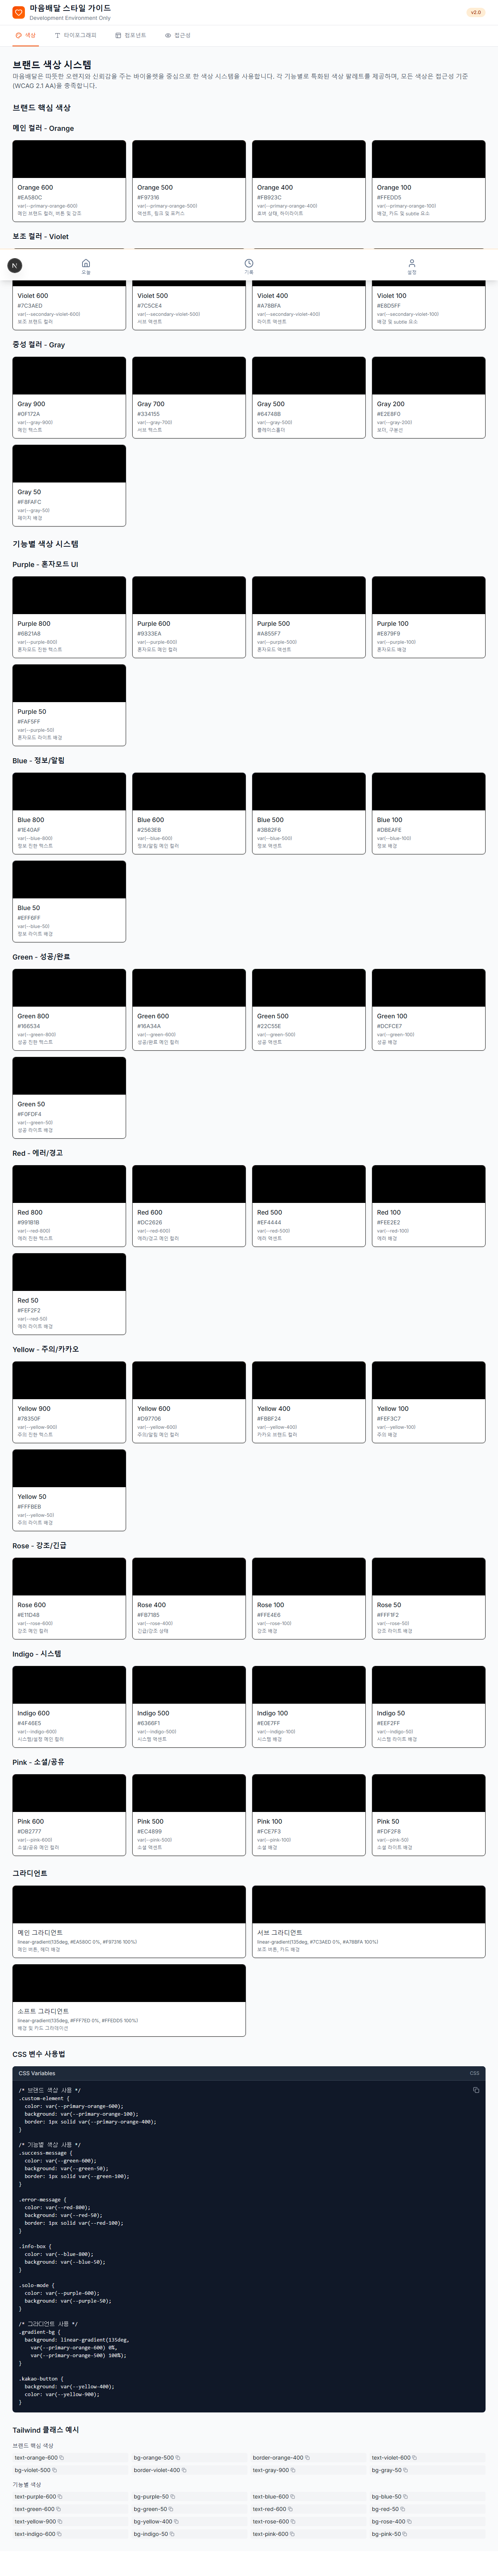 마음배달 스타일 가이드
Development Environment Only
v2.0
색상
타이포그래피
컴포넌트
접근성
브랜드 색상 시스템
마음배달은 따뜻한 오렌지와 신뢰감을 주는 바이올렛을 중심으로 한 색상 시스템을 사용합니다. 각 기능별로 특화된 색상 팔레트를 제공하며, 모든 색상은 접근성 기준
(WCAG 2.1 AA)을 충족합니다.
브랜드 핵심 색상
메인 컬러 - Orange
Orange 600
#EA580C
var(--primary-orange-600)
메인 브랜드 컬러, 버튼 및 강조
Orange 500
#F97316
var(--primary-orange-500)
액센트, 링크 및 포커스
Orange 400
#FB923C
var(--primary-orange-400)
호버 상태, 하이라이트
Orange 100
#FFEDD5
var(--primary-orange-100)
배경, 카드 및 subtle 요소
보조 컬러 - Violet
N
오늘
기록
설정
Violet 600
#7C3AED
var(--secondary-violet-600)
보조 브랜드 컬러
Violet 500
#7C5CE4
var(--secondary-violet-500)
서브 액센트
Violet 400
#A78BFA
var(--secondary-violet-400)
라이트 액센트
Violet 100
#E8D5FF
var(--secondary-violet-100)
배경 및 subtle 요소
중성 컬러 - Gray
Gray 900
#0F172A
var(--gray-900)
메인 텍스트
Gray 700
#334155
var(--gray-700)
서브 텍스트
Gray 500
#64748B
var(--gray-500)
플레이스홀더
Gray 200
#E2E8F0
var(--gray-200)
보더, 구분선
Gray 50
#F8FAFC
var(--gray-50)
페이지 배경
기능별 색상 시스템
Purple - 혼자모드 UI
Purple 800
#6B21A8
var(--purple-800)
혼자모드 진한 텍스트
Purple 600
#9333EA
var(--purple-600)
혼자모드 메인 컬러
Purple 500
#A855F7
var(--purple-500)
혼자모드 액센트
Purple 100
#E879F9
var(--purple-100)
혼자모드 배경
Purple 50
#FAF5FF
var(--purple-50)
혼자모드 라이트 배경
Blue - 정보/알림
Blue 800
#1E40AF
var(--blue-800)
정보 진한 텍스트
Blue 600
#2563EB
var(--blue-600)
정보/알림 메인 컬러
Blue 500
#3B82F6
var(--blue-500)
정보 액센트
Blue 100
#DBEAFE
var(--blue-100)
정보 배경
Blue 50
#EFF6FF
var(--blue-50)
정보 라이트 배경
Green - 성공/완료
Green 800
#166534
var(--green-800)
성공 진한 텍스트
Green 600
#16A34A
var(--green-600)
성공/완료 메인 컬러
Green 500
#22C55E
var(--green-500)
성공 액센트
Green 100
#DCFCE7
var(--green-100)
성공 배경
Green 50
#F0FDF4
var(--green-50)
성공 라이트 배경
Red - 에러/경고
Red 800
#991B1B
var(--red-800)
에러 진한 텍스트
Red 600
#DC2626
var(--red-600)
에러/경고 메인 컬러
Red 500
#EF4444
var(--red-500)
에러 액센트
Red 100
#FEE2E2
var(--red-100)
에러 배경
Red 50
#FEF2F2
var(--red-50)
에러 라이트 배경
Yellow - 주의/카카오
Yellow 900
#78350F
var(--yellow-900)
주의 진한 텍스트
Yellow 600
#D97706
var(--yellow-600)
주의/알림 메인 컬러
Yellow 400
#FBBF24
var(--yellow-400)
카카오 브랜드 컬러
Yellow 100
#FEF3C7
var(--yellow-100)
주의 배경
Yellow 50
#FFFBEB
var(--yellow-50)
주의 라이트 배경
Rose - 강조/긴급
Rose 600
#E11D48
var(--rose-600)
강조 메인 컬러
Rose 400
#FB7185
var(--rose-400)
긴급/강조 상태
Rose 100
#FFE4E6
var(--rose-100)
강조 배경
Rose 50
#FFF1F2
var(--rose-50)
강조 라이트 배경
Indigo - 시스템
Indigo 600
#4F46E5
var(--indigo-600)
시스템/설정 메인 컬러
Indigo 500
#6366F1
var(--indigo-500)
시스템 액센트
Indigo 100
#E0E7FF
var(--indigo-100)
시스템 배경
Indigo 50
#EEF2FF
var(--indigo-50)
시스템 라이트 배경
Pink - 소셜/공유
Pink 600
#DB2777
var(--pink-600)
소셜/공유 메인 컬러
Pink 500
#EC4899
var(--pink-500)
소셜 액센트
Pink 100
#FCE7F3
var(--pink-100)
소셜 배경
Pink 50
#FDF2F8
var(--pink-50)
소셜 라이트 배경
그라디언트
메인 그라디언트
linear-gradient(135deg, #EA580C 0%, #F97316 100%)
메인 버튼, 헤더 배경
서브 그라디언트
linear-gradient(135deg, #7C3AED 0%, #A78BFA 100%)
보조 버튼, 카드 배경
소프트 그라디언트
linear-gradient(135deg, #FFF7ED 0%, #FFEDD5 100%)
배경 및 카드 그라데이션
CSS 변수 사용법
CSS Variables
CSS
/* 브랜드 색상 사용 */
.custom-element {
color: var(--primary-orange-600);
background: var(--primary-orange-100);
border: 1px solid var(--primary-orange-400);
}
/* 기능별 색상 사용 */
.success-message {
color: var(--green-600);
background: var(--green-50);
border: 1px solid var(--green-100);
}
.error-message {
color: var(--red-800);
background: var(--red-50);
border: 1px solid var(--red-100);
}
.info-box {
color: var(--blue-800);
background: var(--blue-50);
}
.solo-mode {
color: var(--purple-600);
background: var(--purple-50);
}
/* 그라디언트 사용 */
.gradient-bg {
background: linear-gradient(135deg,
var(--primary-orange-600) 0%,
var(--primary-orange-500) 100%);
}
.kakao-button {
background: var(--yellow-400);
color: var(--yellow-900);
}
Tailwind 클래스 예시
브랜드 핵심 색상
text-orange-600
bg-orange-500
border-orange-400
text-violet-600
bg-violet-500
border-violet-400
text-gray-900
bg-gray-50
기능별 색상
text-purple-600
bg-purple-50
text-blue-600
bg-blue-50
text-green-600
bg-green-50
text-red-600
bg-red-50
text-yellow-900
bg-yellow-400
text-rose-600
bg-rose-400
text-indigo-600
bg-indigo-50
text-pink-600
bg-pink-50